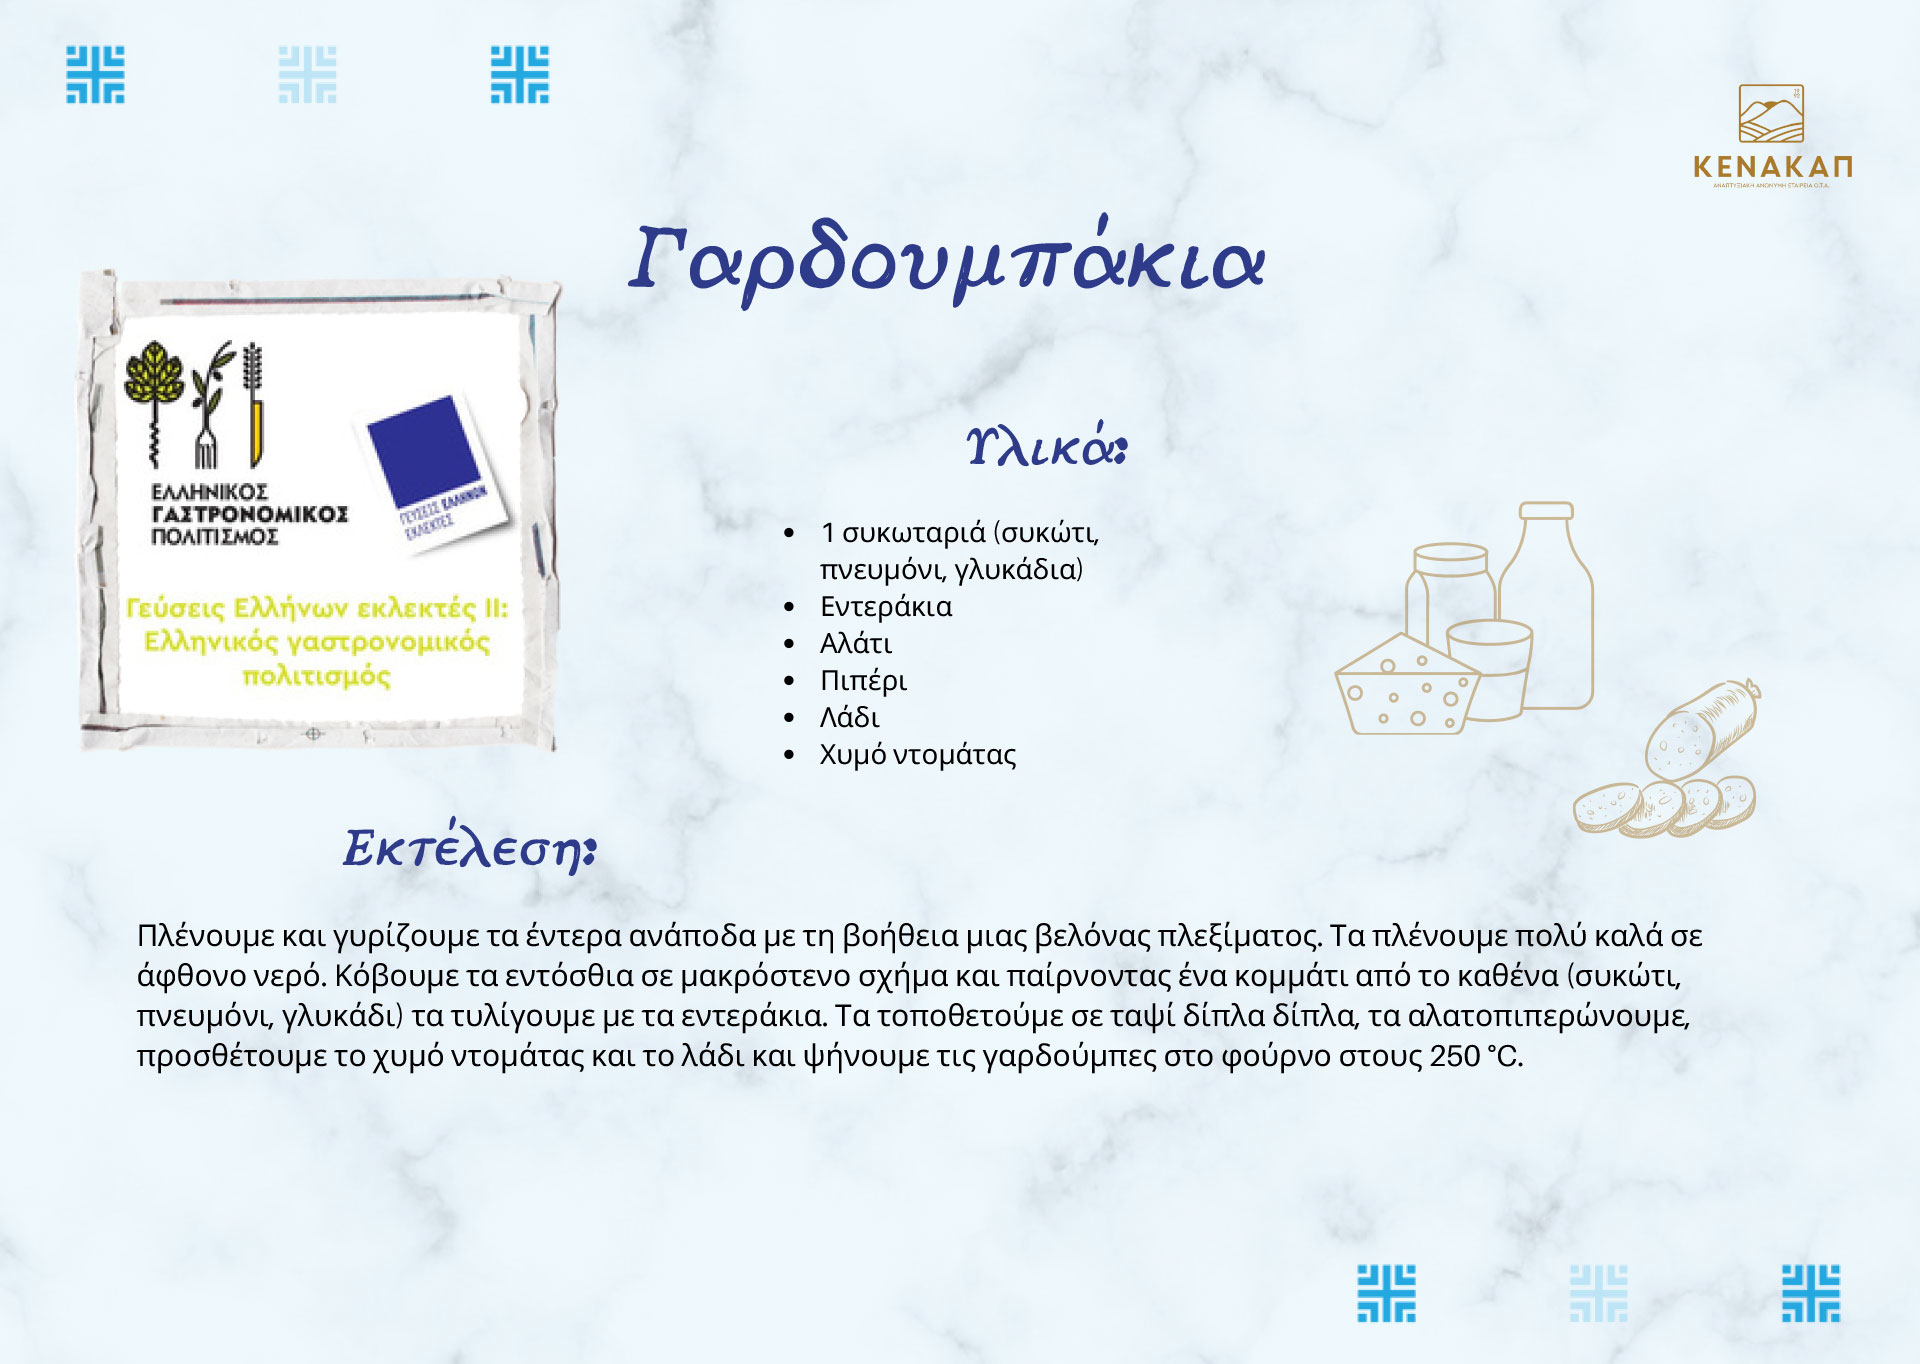 ΚΕΝΑΚΑΠ
ΑΝΑΠΤΥΞΙΑΚΗ ΑΝΩΝΥΜΗ ΕΤΑΙΡΕΙΑ Ο.Τ.Α.
Γαρδουμπάκια
ΕΛΛΗΝΙΚΟΣ
ΓΑΣΤΡΟΝΟΜΙΚΟΣ
ΠΟΛΙΤΙΣΜΟΣ
ΓΕΥΣΕΙΣ ΕΛΛΗΝΩΝ
ΕΚΛΕΚΤΕΣ
Γεύσεις Ελλήνων εκλεκτές ΙΙ:
Ελληνικός γαστρονομικός
πολιτισμός
Υλικά:
• 1 συκωταριά (συκώτι,
πνευμόνι, γλυκάδια)
• Εντεράκια
• Αλάτι
• Πιπέρι
• Λάδι
• Χυμό ντομάτας
Εκτέλεση:
Πλένουμε και γυρίζουμε τα έντερα ανάποδα με τη βοήθεια μιας βελόνας πλεξίματος. Τα πλένουμε πολύ καλά σε
άφθονο νερό. Κόβουμε τα εντόσθια σε μακρόστενο σχήμα και παίρνοντας ένα κομμάτι από το καθένα (συκώτι,
πνευμόνι, γλυκάδι) τα τυλίγουμε με τα εντεράκια. Τα τοποθετούμε σε ταψί δίπλα δίπλα, τα αλατοπιπερώνουμε,
προσθέτουμε το χυμό ντομάτας και το λάδι και ψήνουμε τις γαρδούμπες στο φούρνο στους 250 °C.